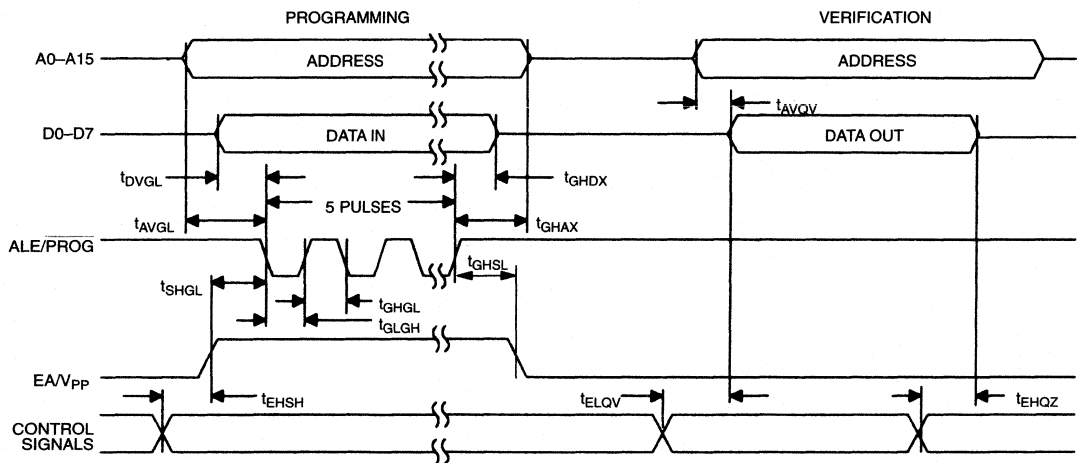 PROGRAMMING VERIFICATION
A0–A15 ADDRESS ADDRESS
tAVQV
D0–D7 DATA IN DATA OUT
tDVGL tGHDX
5 PULSES
tAVGL tGHAX
ALE/PROG
tGHSL
tSHGL
tGHGL
tGLGH
EA/VPP
tEHSH tELQV tEHQZ
CONTROL
SIGNALS